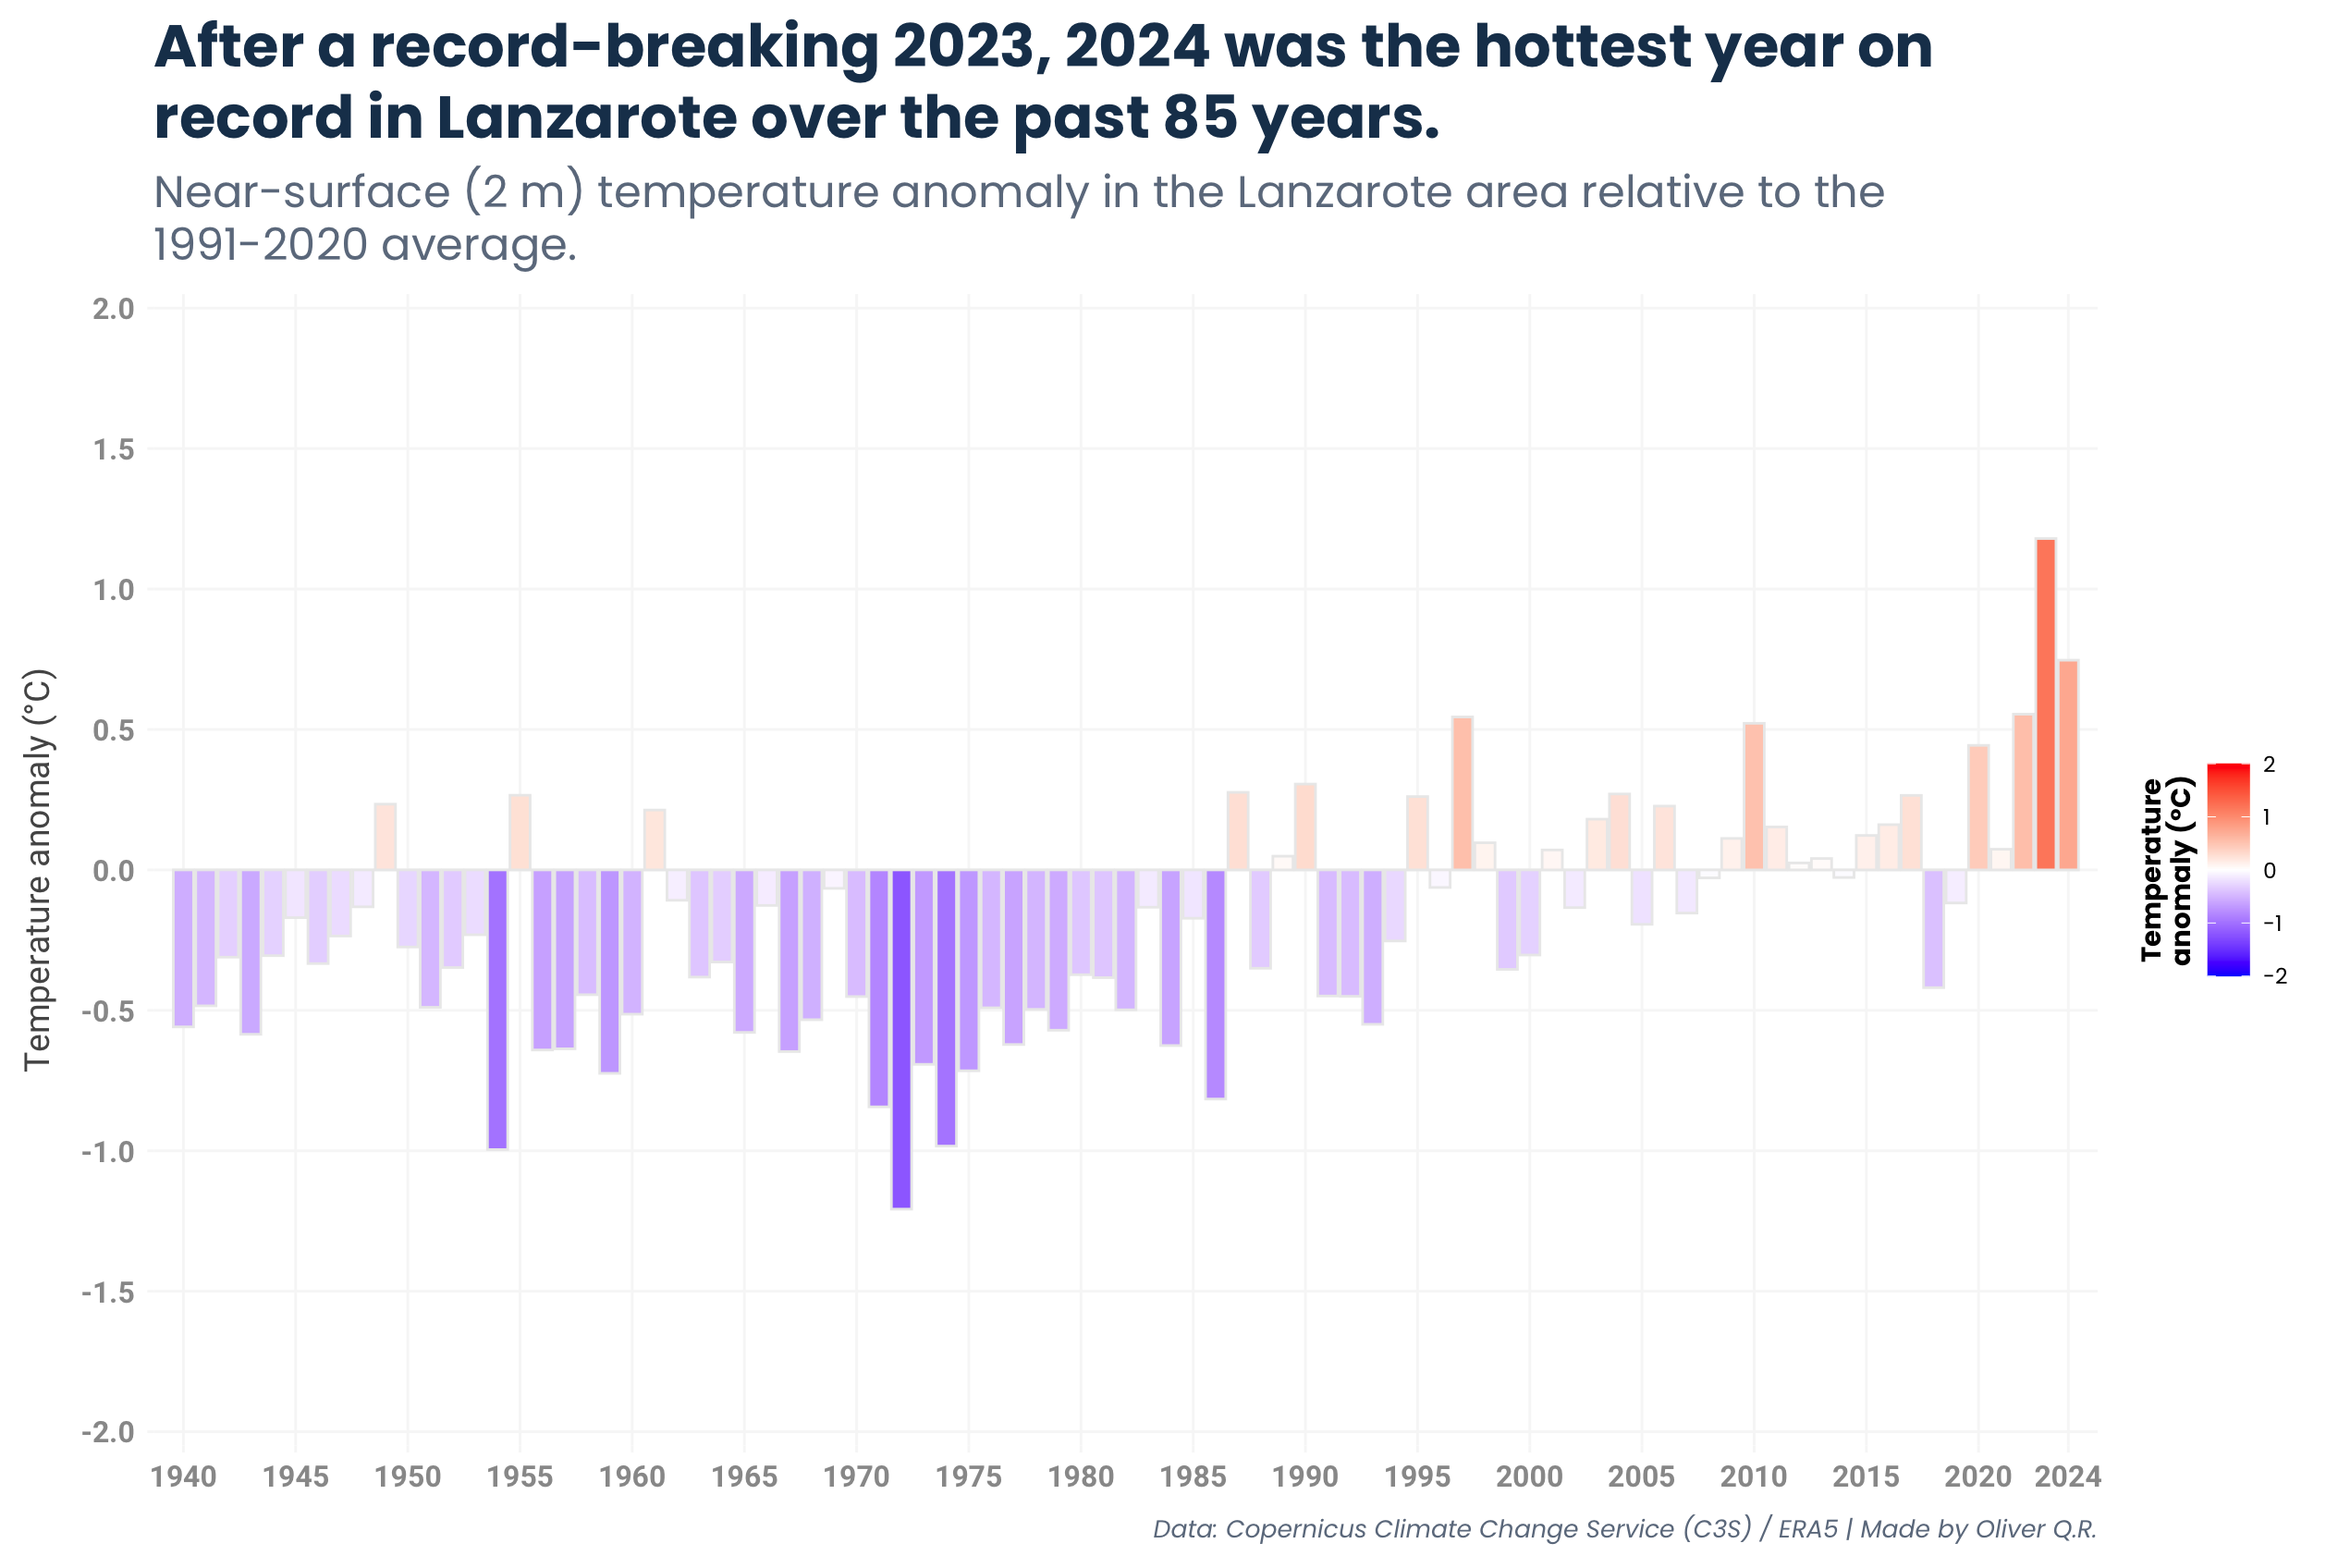 After a record-breaking 2023, 2024 was the hottest year on
record in Lanzarote over the past 85 years.
Near-surface (2 m) temperature anomaly in the Lanzarote area relative to the
1991-2020 average.
Temperature anomaly (°C)
2.0
1.5
1.0
0.5
0.0
-0.5
-1.0
-1.5
-2.0
1940 1945 1950 1955 1960 1965 1970 1975 1980 1985 1990 1995 2000 2005 2010 2015 2020 2024
Temperature
anomaly (°C)
2
1
0
-1
-2
Data: Copernicus Climate Change Service (C3S) / ERA5 | Made by Oliver Q.R.